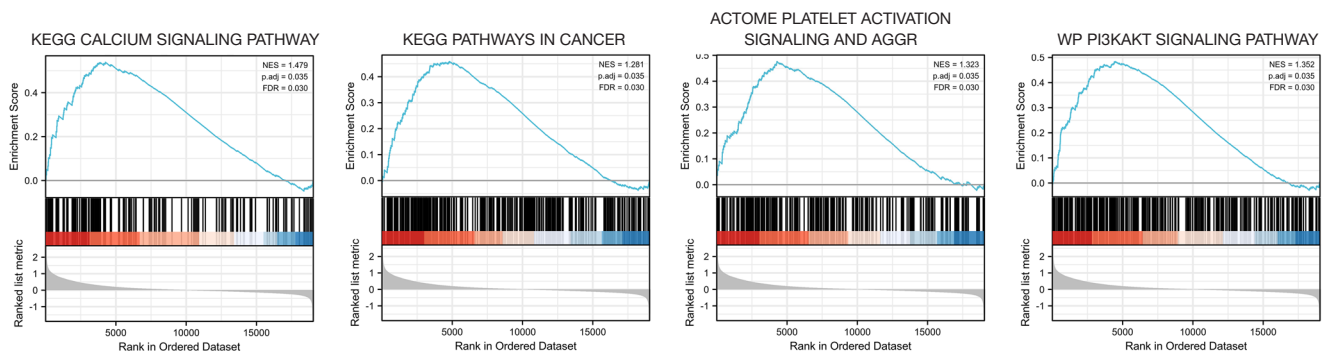 KEGG CALCIUM SIGNALING PATHWAY
NES = 1.479
p.adj = 0.035
FDR = 0.030
Enrichment Score
0.4
0.2
0.0
Ranked list metric
2
1
0
-1
5000 10000 15000
Rank in Ordered Dataset
KEGG PATHWAYS IN CANCER
NES = 1.281
p.adj = 0.035
FDR = 0.030
Enrichment Score
0.4
0.3
0.2
0.1
0.0
Ranked list metric
2
1
0
-1
5000 10000 15000
Rank in Ordered Dataset
ACTOME PLATELET ACTIVATION
SIGNALING AND AGGR
NES = 1.323
p.adj = 0.035
FDR = 0.030
Enrichment Score
0.5
0.4
0.3
0.2
0.1
0.0
Ranked list metric
2
1
0
-1
5000 10000 15000
Rank in Ordered Dataset
WP PI3KAKT SIGNALING PATHWAY
NES = 1.352
p.adj = 0.035
FDR = 0.030
Enrichment Score
0.5
0.4
0.3
0.2
0.1
0.0
Ranked list metric
2
1
0
-1
5000 10000 15000
Rank in Ordered Dataset